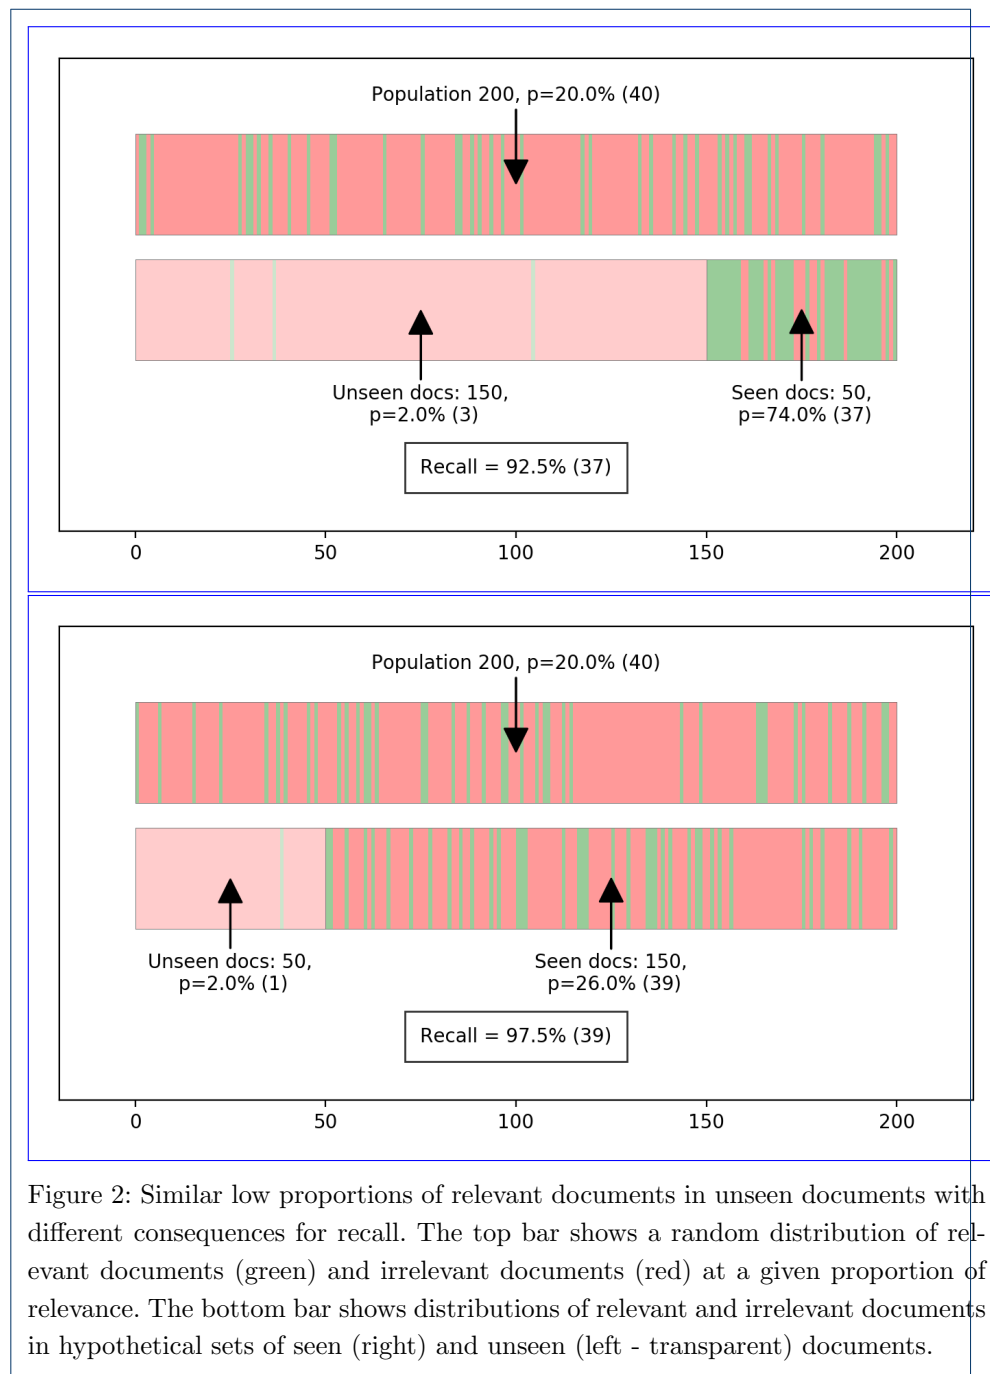 Population 200, p=20.0% (40)
Unseen docs: 150,
p=2.0% (3)
Seen docs: 50,
p=74.0% (37)
Recall = 92.5% (37)
0 50 100 150 200
Population 200, p=20.0% (40)
Unseen docs: 50,
p=2.0% (1)
Seen docs: 150,
p=26.0% (39)
Recall = 97.5% (39)
0 50 100 150 200
Figure 2: Similar low proportions of relevant documents in unseen documents with
different consequences for recall. The top bar shows a random distribution of rel-
evant documents (green) and irrelevant documents (red) at a given proportion of
relevance. The bottom bar shows distributions of relevant and irrelevant documents
in hypothetical sets of seen (right) and unseen (left - transparent) documents.